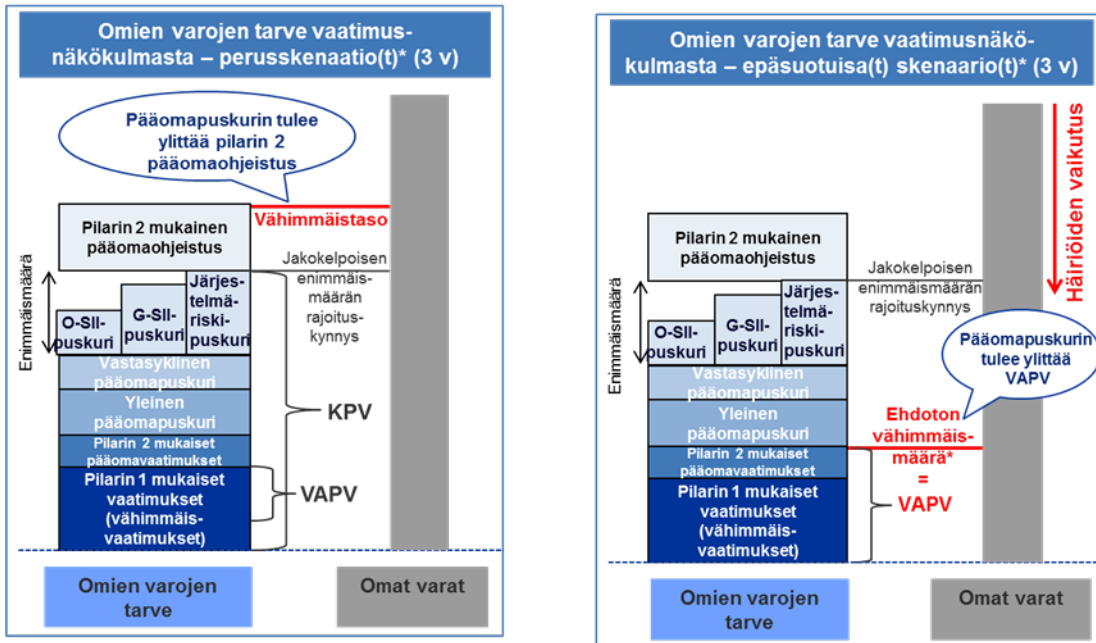 Omien varojen tarve vaatimus-
näkökulmasta – perusskenaatio(t)* (3 v)
Pääomapuskurin tulee
ylittää pilarin 2
pääomaohjeistus
Pilarin 2 mukainen
pääomaohjeistus
Vähimmäistaso
Jakokelpoisen
enimmäis-
määrän
rajoitus-
kynnys
Enimmäismäärä
O-SII-
puskuri
G-SII-
puskuri
Järjes-
telmä-
riski-
puskuri
Vastasyklinen
pääomapuskuri
Yleinen
pääomapuskuri
Pilarin 2 mukaiset
pääomavaatimukset
Pilarin 1 mukaiset
vaatimukset
(vähimmäis-
vaatimukset)
KPV
VAPV
Omien varojen
tarve
Omat varat
Omien varojen tarve vaatimusnäkö-
kulmasta – epäsuotuisa(t) skenaario(t)* (3 v)
Häiriöiden vaikutus
Pilarin 2 mukainen
pääomaohjeistus
Jakokelpoisen
enimmäismäärän
rajoituskynnys
Enimmäismäärä
O-SII-
puskuri
G-SII-
puskuri
Järjes-
telmä-
riski-
puskuri
Pääomapuskurin
tulee ylittää
VAPV
Vastasyklinen
pääomapuskuri
Yleinen
pääomapuskuri
Pilarin 2 mukaiset
pääomavaatimukset
Pilarin 1 mukaiset
vaatimukset
(vähimmäis-
vaatimukset)
Ehdoton
vähimmäis-
määrä*
=
VAPV
Omien varojen
tarve
Omat varat